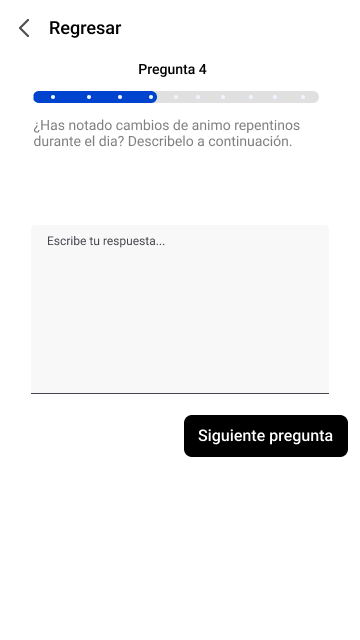 Regresar
Pregunta 4
¿Has notado cambios de animo repentinos
durante el dia? Describelo a continuación.
Escribe tu respuesta...
Siguiente pregunta